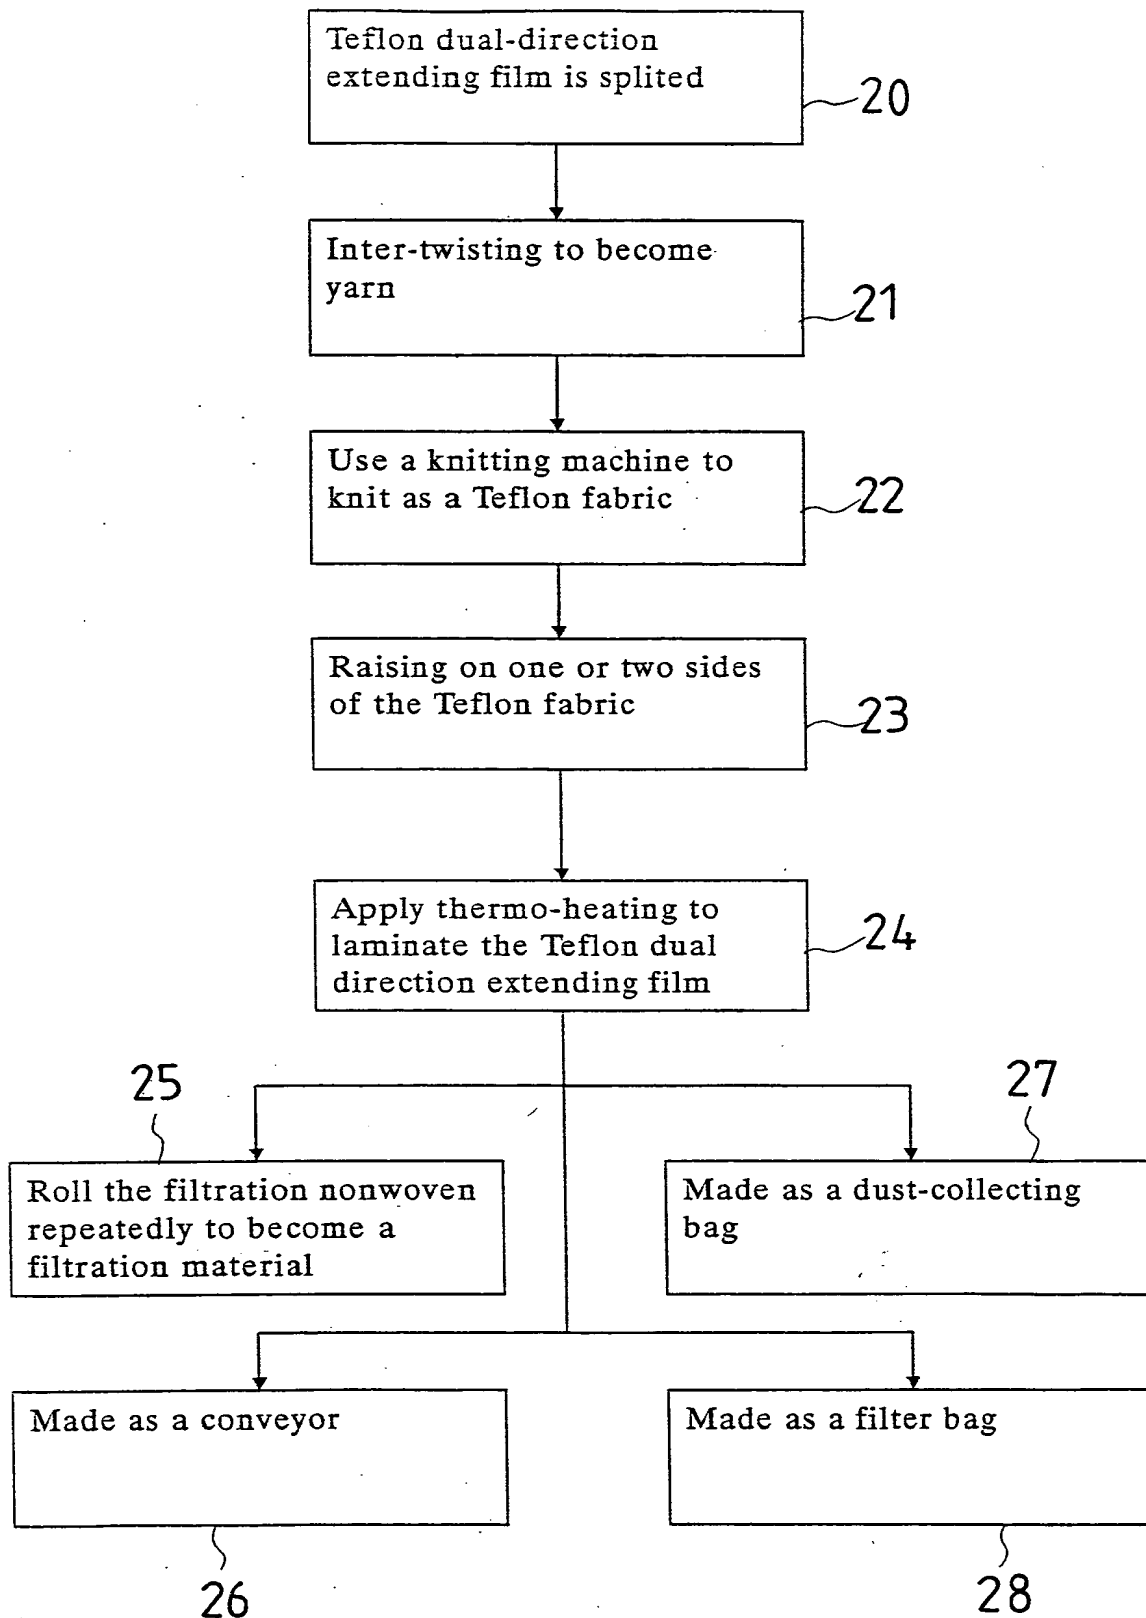 Teflon dual-direction
extending film is splited
20
Inter-twisting to become
yarn
21
Use a knitting machine to
knit as a Teflon fabric
22
Raising on one or two sides
of the Teflon fabric
23
Apply thermo-heating to
laminate the Teflon dual
direction extending film
24
25
Roll the filtration nonwoven
repeatedly to become a
filtration material
27
Made as a dust-collecting
bag
Made as a conveyor
26
Made as a filter bag
28